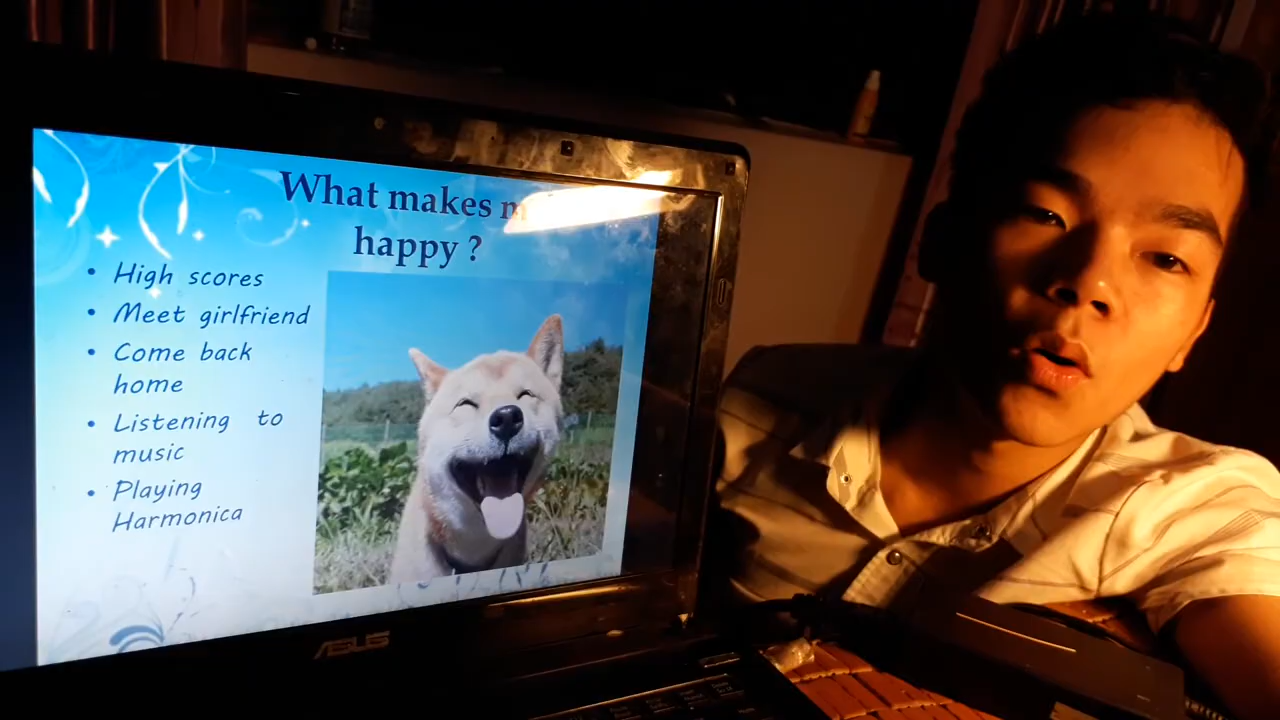 What makes
happy ?
• High scores
• Meet girlfriend
• Come back
home
• Listening to
music
• Playing
Harmonica
ASUS